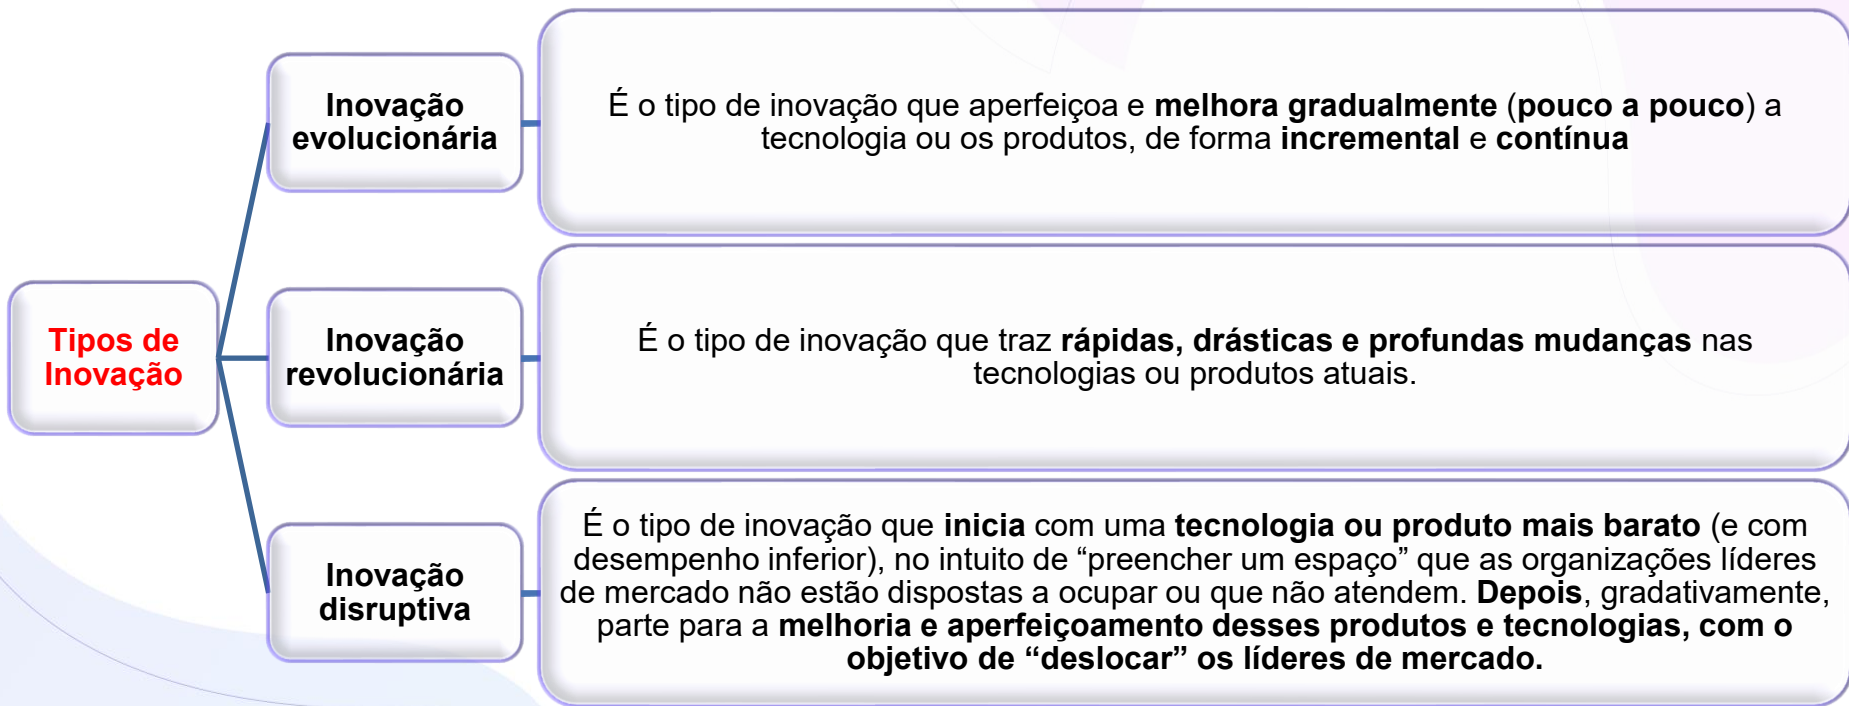 Tipos de
Inovação
Inovação
evolucionária
É o tipo de inovação que aperfeiçoa e melhora gradualmente (pouco a pouco) a
tecnologia ou os produtos, de forma incremental e contínua
Inovação
revolucionária
É o tipo de inovação que traz rápidas, drásticas e profundas mudanças nas
tecnologias ou produtos atuais.
Inovação
disruptiva
É o tipo de inovação que inicia com uma tecnologia ou produto mais barato (e com
desempenho inferior), no intuito de “preencher um espaço” que as organizações líderes
de mercado não estão dispostas a ocupar ou que não atendem. Depois, gradativamente,
parte para a melhoria e aperfeiçoamento desses produtos e tecnologias, com o
objetivo de “deslocar” os líderes de mercado.